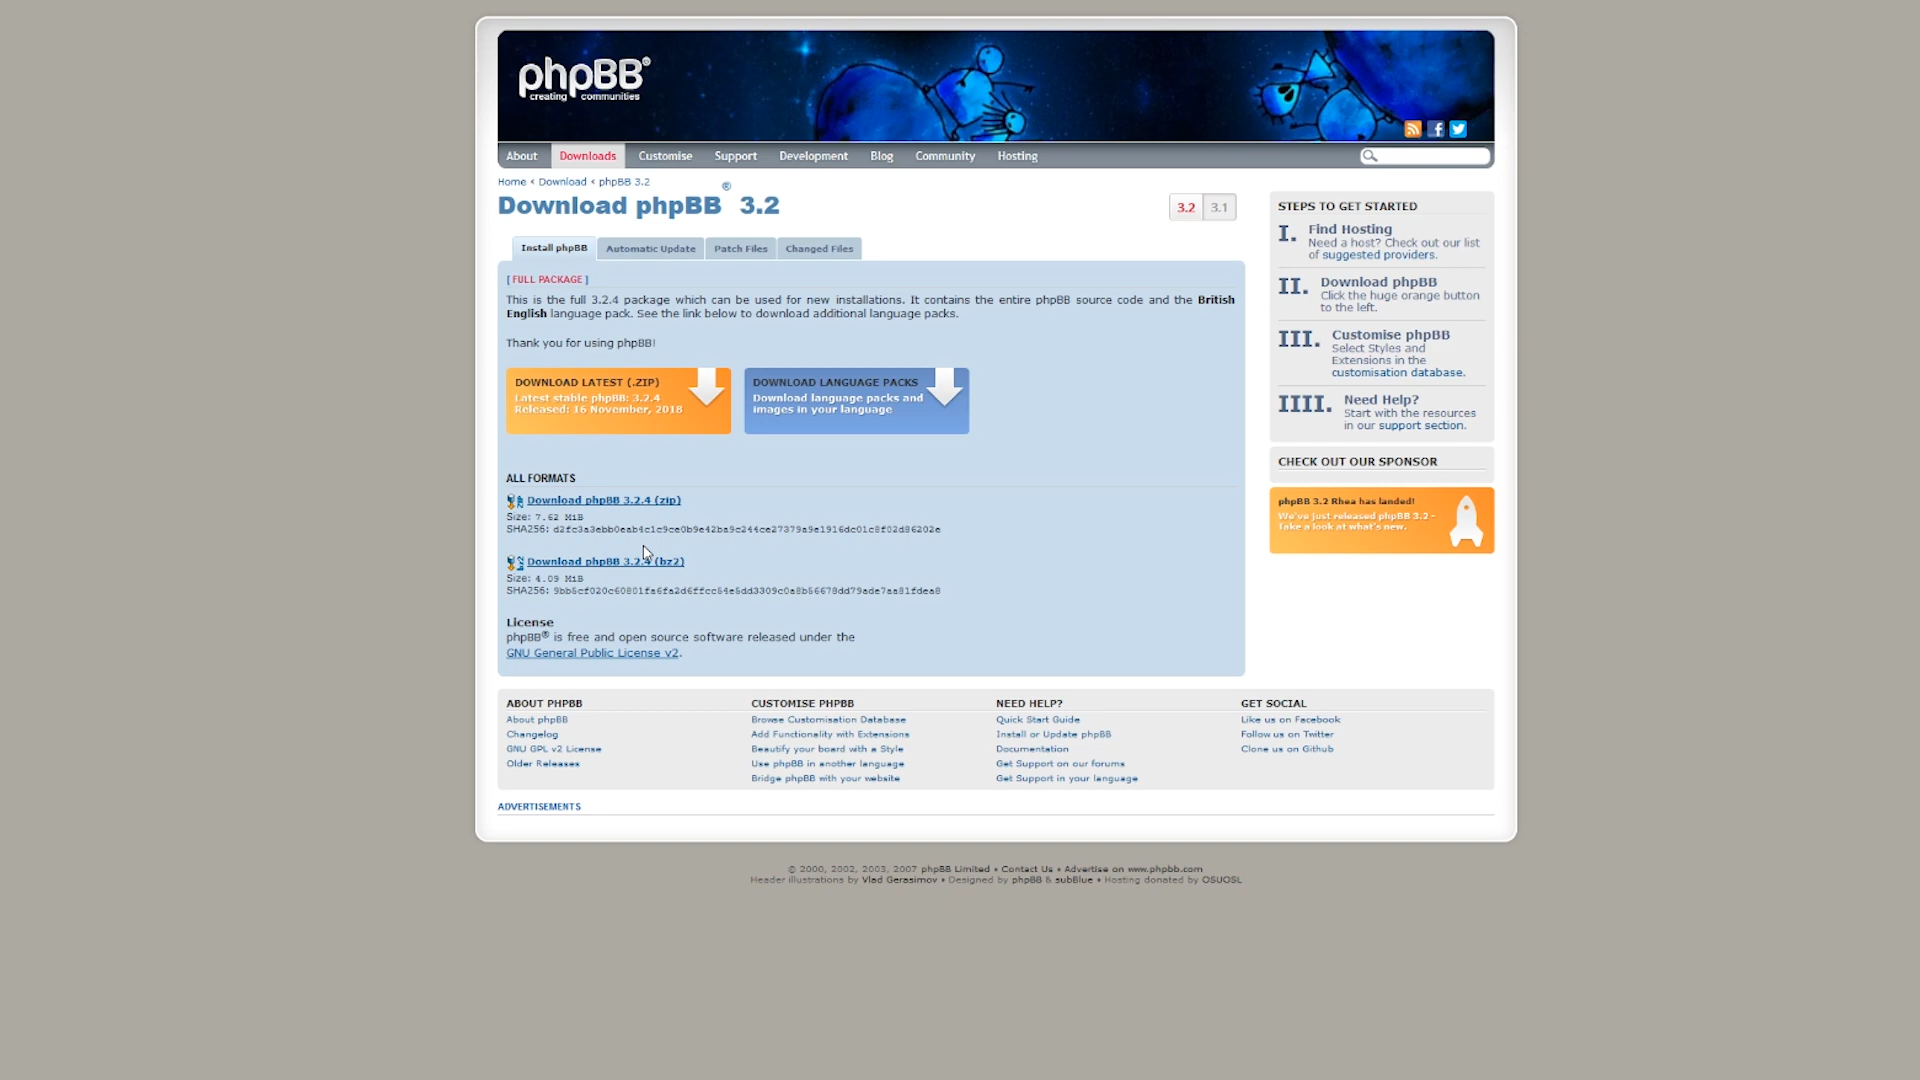 phpBB®
creating communities
About Downloads Customise Support Development Blog Community Hosting
Home ‹ Download ‹ phpBB 3.2
Download phpBB® 3.2
3.2 3.1
Install phpBB Automatic Update Patch Files Changed Files
[ FULL PACKAGE ]
This is the full 3.2.4 package which can be used for new installations. It contains the entire phpBB source code and the British
English language pack. See the link below to download additional language packs.
Thank you for using phpBB!
DOWNLOAD LATEST (.ZIP)
Latest stable phpBB: 3.2.4
Released: 16 November, 2018
DOWNLOAD LANGUAGE PACKS
Download language packs and
images in your language
ALL FORMATS
Download phpBB 3.2.4 (zip)
Size: 7.62 MiB
SHA256:
Download phpBB 3.2.4 (bz2)
Size: 4.09 MiB
SHA256:
License
phpBB® is free and open source software released under the
GNU General Public License v2.
STEPS TO GET STARTED
I. Find Hosting
Need a host? Check out our list
of suggested providers.
II. Download phpBB
Click the huge orange button
to the left.
III. Customise phpBB
Select Styles and
Extensions in the
customisation database.
IIII. Need Help?
Start with the resources
in our support section.
CHECK OUT OUR SPONSOR
phpBB 3.2 Rhea has landed!
We've just released phpBB 3.2 -
Take a look at what's new.
ABOUT PHPBB
About phpBB
Changelog
GNU GPL v2 License
Older Releases
CUSTOMISE PHPBB
Browse Customisation Database
Add Functionality with Extensions
Beautify your board with a Style
Use phpBB in another language
Bridge phpBB with your website
NEED HELP?
Quick Start Guide
Install or Update phpBB
Documentation
Get Support on our forums
Get Support in your language
GET SOCIAL
Like us on Facebook
Follow us on Twitter
Clone us on Github
ADVERTISEMENTS
© 2000, 2002, 2003, 2007 phpBB Limited • Contact Us • Advertise on www.phpbb.com
Header illustrations by Vlad Gerasimov • Designed by phpBB & subBlue • Hosting donated by OSUOSL